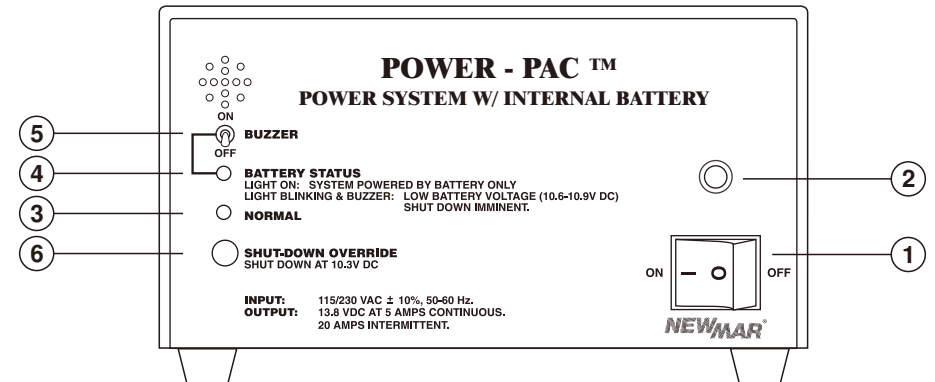 POWER - PAC ™
POWER SYSTEM W/ INTERNAL BATTERY
ON
5
BUZZER
OFF
4
BATTERY STATUS
LIGHT ON: SYSTEM POWERED BY BATTERY ONLY
LIGHT BLINKING & BUZZER: LOW BATTERY VOLTAGE (10.6-10.9V DC)
SHUT DOWN IMMINENT.
2
3
NORMAL
6
SHUT-DOWN OVERRIDE
SHUT DOWN AT 10.3V DC
1
ON
I O
OFF
INPUT: 115/230 VAC ± 10%, 50-60 Hz.
OUTPUT: 13.8 VDC AT 5 AMPS CONTINUOUS.
20 AMPS INTERMITTENT.
NEWMAR®